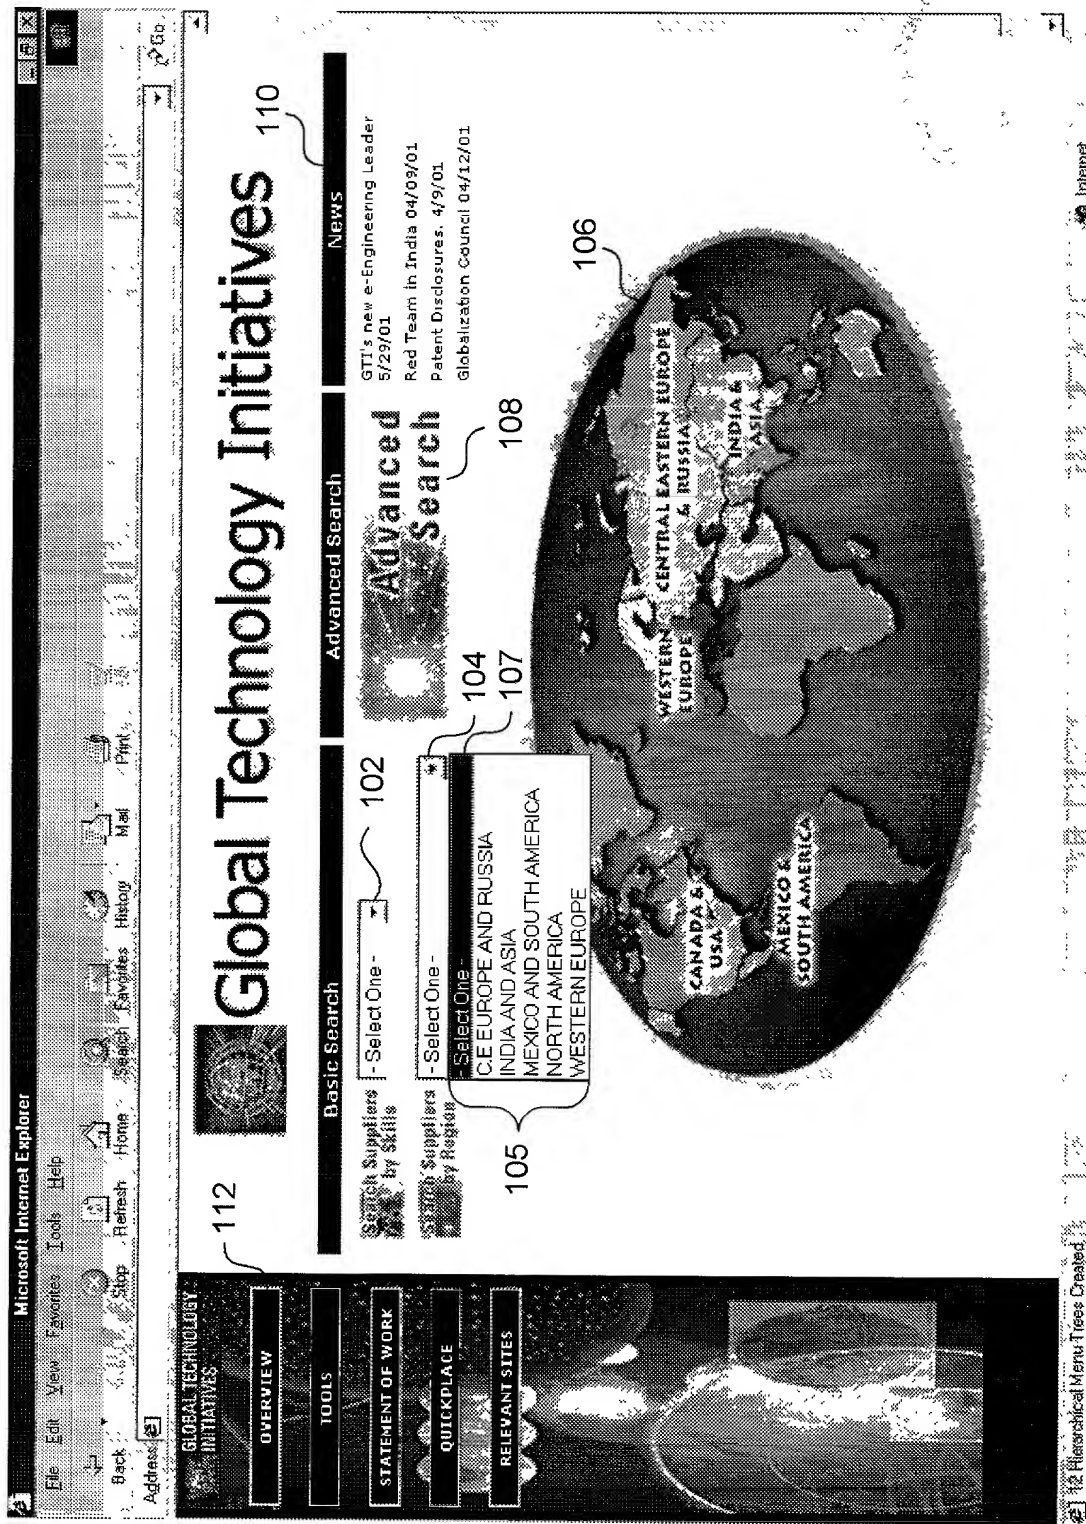 Microsoft Internet Explorer
File Edit View Favorites Tools Help
Back Stop Refresh Home Search Favorites History Mail Print
Address
Go
GLOBAL TECHNOLOGY
INITIATIVES
OVERVIEW
TOOLS
STATEMENT OF WORK
QUICKPLACE
RELEVANT SITES
112
Global Technology Initiatives
110
Basic Search
Advanced Search
News
Search Suppliers
by Skills
- Select One -
102
Search Suppliers
by Region
- Select One -
104
- Select One -
107
C.E EUROPE AND RUSSIA
INDIA AND ASIA
MEXICO AND SOUTH AMERICA
NORTH AMERICA
WESTERN EUROPE
105
Advanced
Search
108
GTI's new e-Engineering Leader
5/29/01
Red Team in India 04/09/01
Patent Disclosures. 4/9/01
Globalization Council 04/12/01
106
WESTERN
EUROPE
CENTRAL EASTERN EUROPE
& RUSSIA
INDIA &
ASIA
CANADA &
USA
MEXICO &
SOUTH AMERICA
12 Hierarchical Menu Trees Created
Internet